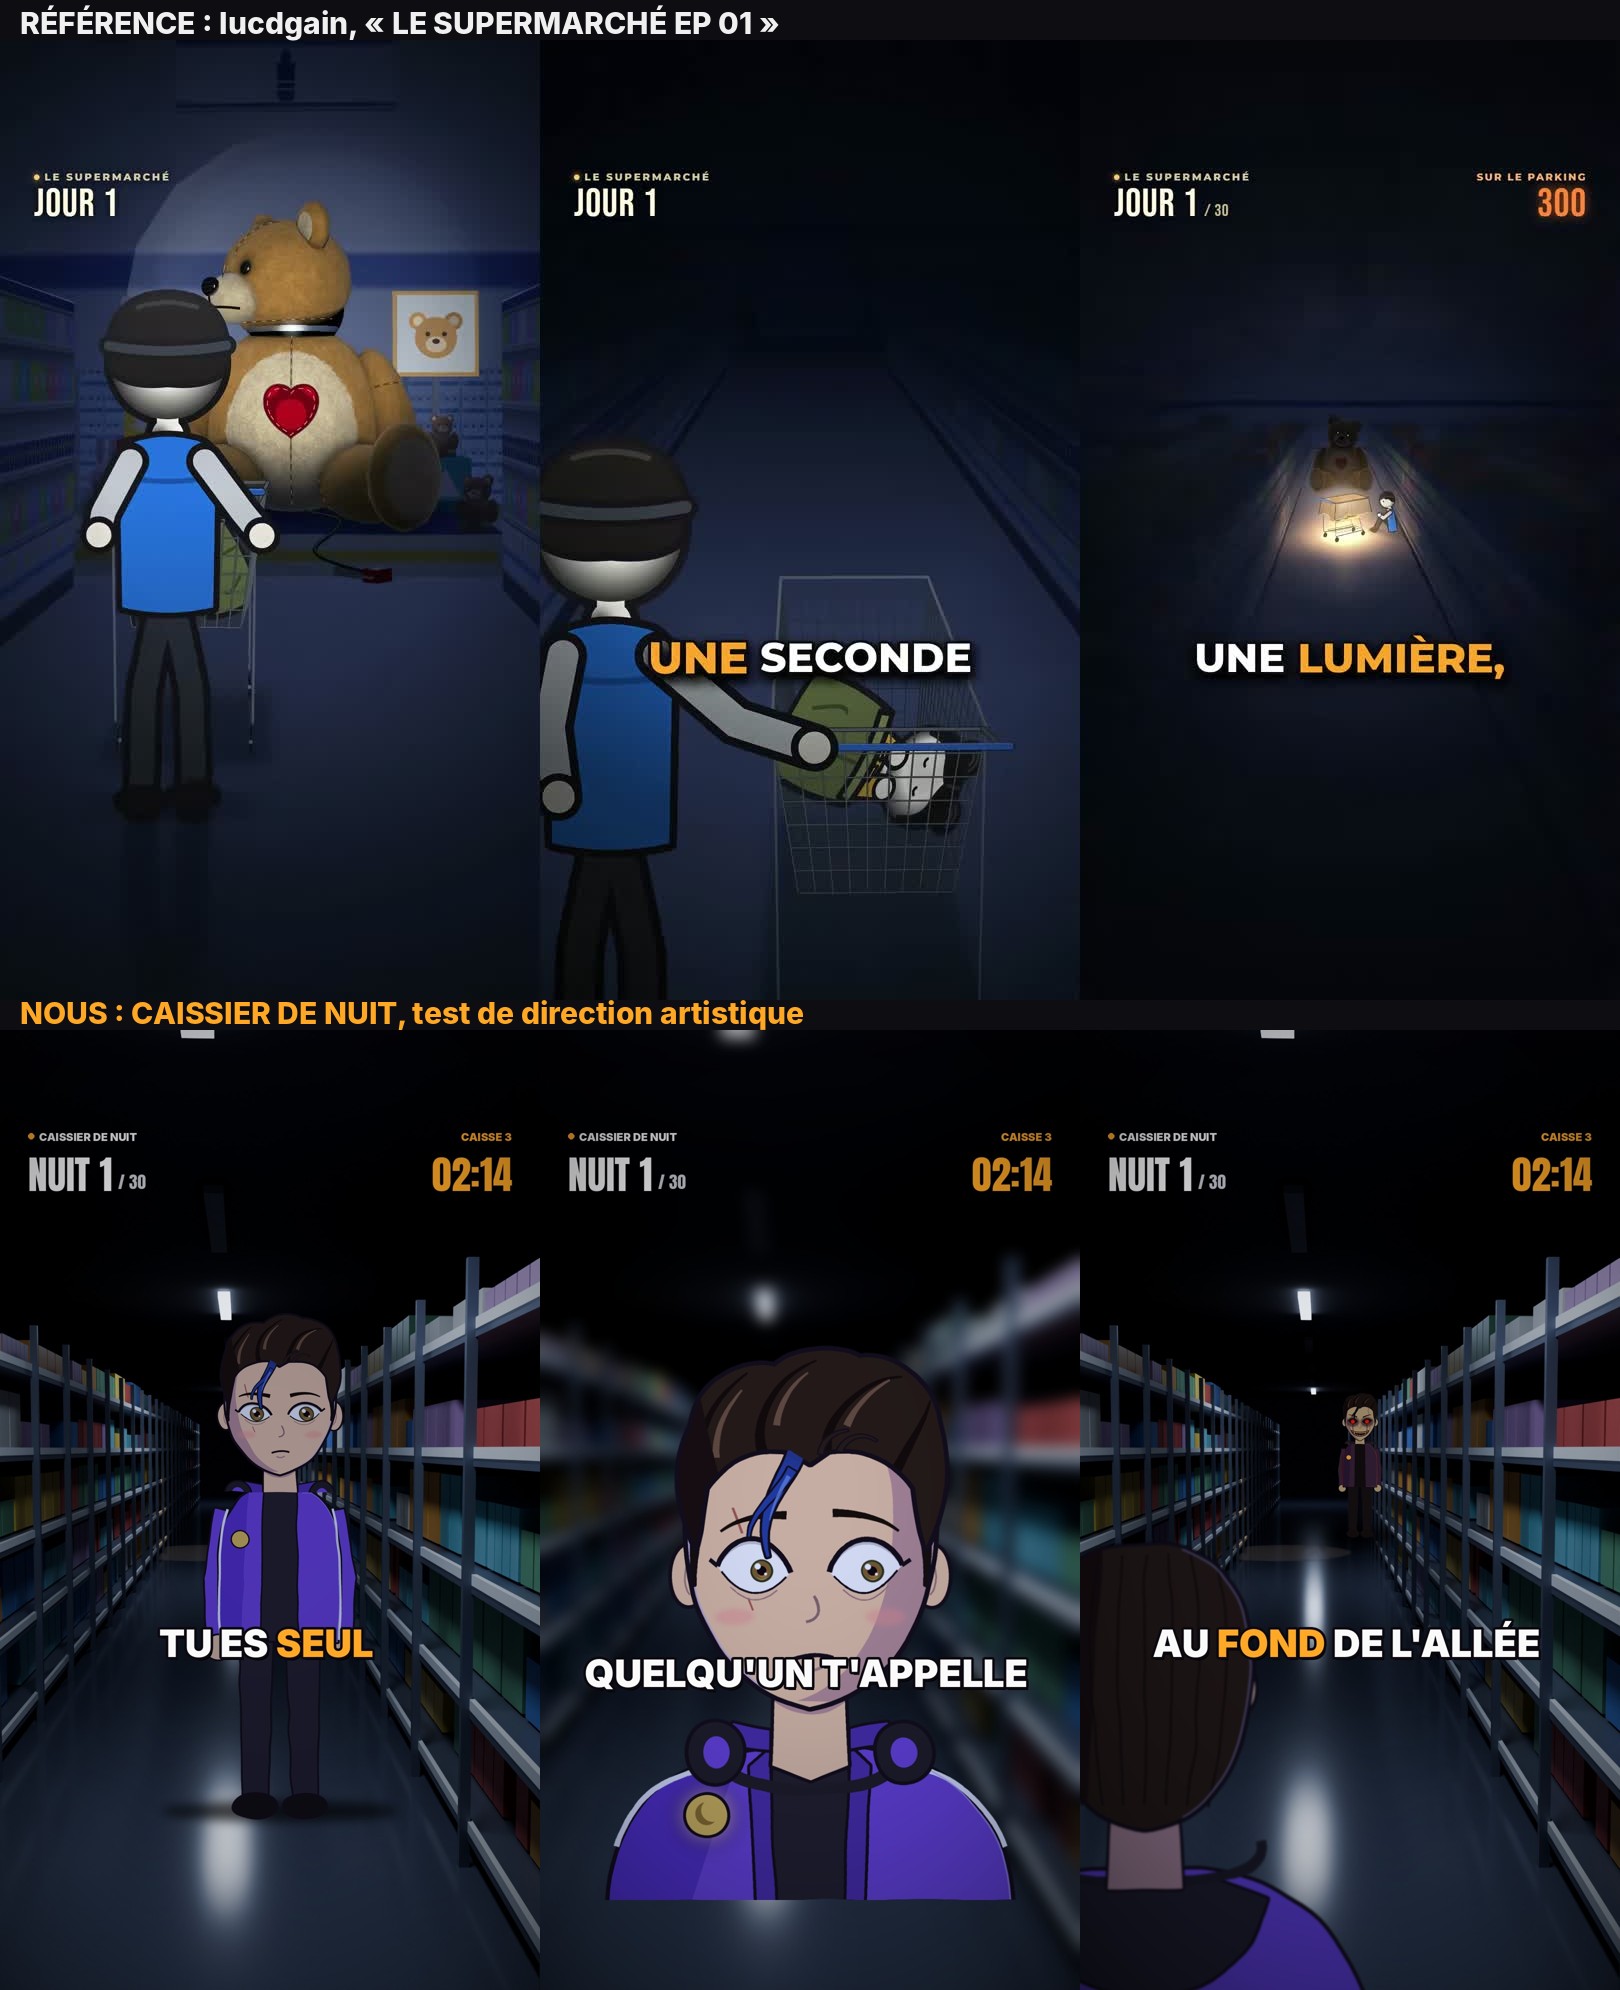 RÉFÉRENCE : lucdgain, « LE SUPERMARCHÉ EP 01 »
LE SUPERMARCHÉ
JOUR 1
LE SUPERMARCHÉ
JOUR 1
LE SUPERMARCHÉ
JOUR 1 / 30
SUR LE PARKING
300
UNE SECONDE
UNE LUMIÈRE,
NOUS : CAISSIER DE NUIT, test de direction artistique
CAISSIER DE NUIT
NUIT 1 / 30
CAISSE 3
02:14
CAISSIER DE NUIT
NUIT 1 / 30
CAISSE 3
02:14
CAISSIER DE NUIT
NUIT 1 / 30
CAISSE 3
02:14
TU ES SEUL
QUELQU'UN T'APPELLE
AU FOND DE L'ALLÉE